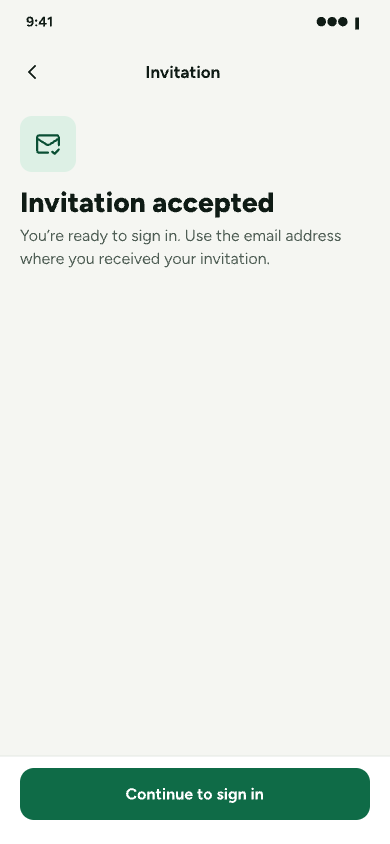 9:41
Invitation
Invitation accepted
You’re ready to sign in. Use the email address
where you received your invitation.
Continue to sign in